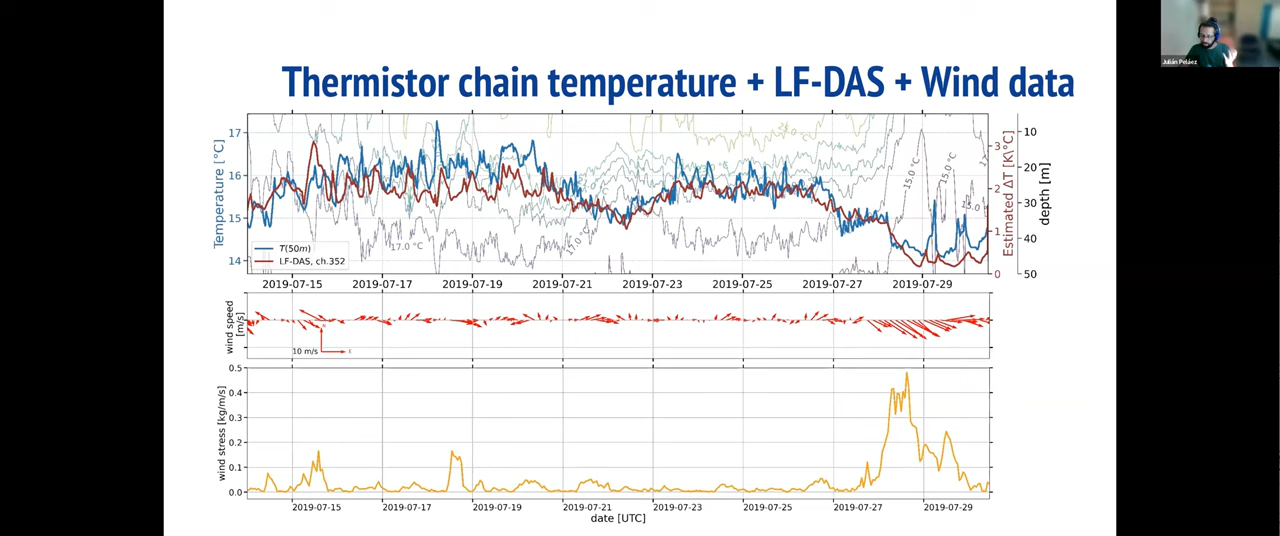 Julián Peláez
Thermistor chain temperature + LF-DAS + Wind data
Temperature [°C]
17
16
15
14
T(50m)
LF-DAS, ch.352
17.0 °C
17.0 °C
15.0 °C
15.0 °C
15.0
3
2
1
0
Estimated ΔT [K\°C]
10
20
30
40
50
depth [m]
2019-07-15 2019-07-17 2019-07-19 2019-07-21 2019-07-23 2019-07-25 2019-07-27 2019-07-29
wind speed
[m/s]
10 m/s
wind stress [kg/m/s]
0.5
0.4
0.3
0.2
0.1
0.0
2019-07-15 2019-07-17 2019-07-19 2019-07-21 2019-07-23 2019-07-25 2019-07-27 2019-07-29
date [UTC]